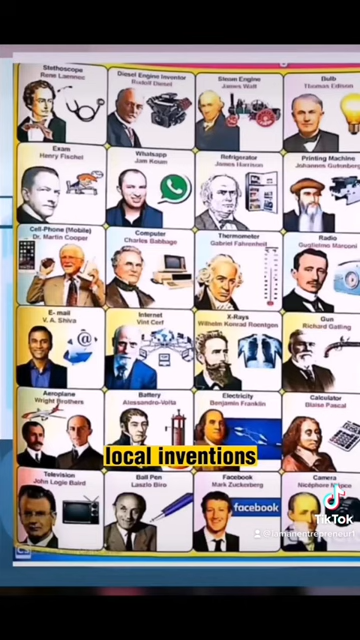 Stethoscope
Rene Laennec
Diesel Engine Inventor
Rudolf Diesel
Steam Engine
James Watt
Bulb
Thomas Edison
Exam
Henry Fischel
Whatsapp
Jan Koum
Refrigerator
James Harrison
Printing Machine
Johannes Gutenberg
Cell-Phone (Mobile)
Dr. Martin Cooper
Computer
Charles Babbage
Thermometer
Gabriel Fahrenheit
Radio
Guglielmo Marconi
E-mail
V. A. Shiva
Internet
Vint Cerf
X-Rays
Wilhelm Konrad Roentgen
Gun
Richard Gatling
Aeroplane
Wright Brothers
Battery
Alessandro-Volta
Electricity
Benjamin Franklin
Calculator
Blaise Pascal
local inventions
Television
John Logie Baird
Ball Pen
Laszlo Biro
Facebook
Mark Zuckerberg
facebook
Camera
TikTok
@iamanentrepreneur1